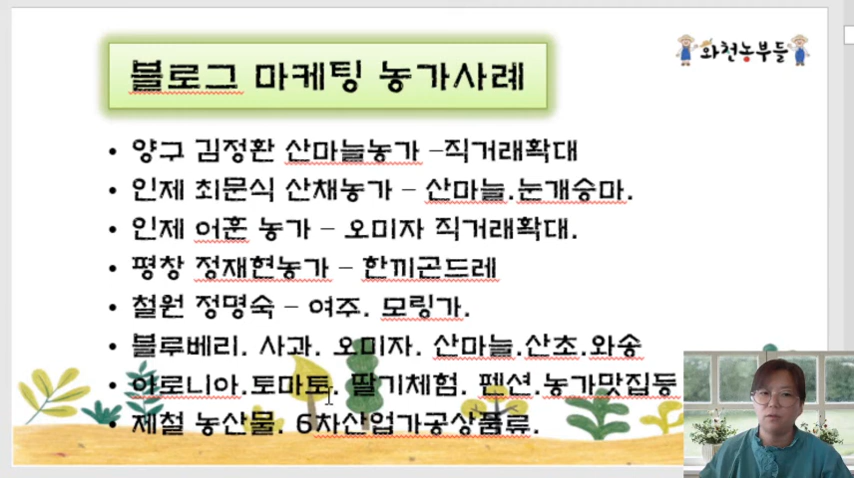 블로그 마케팅 농가사례
와천농부들
• 양구 김정환 산마늘농가 -직거래확대
• 인제 최문식 산채농가 - 산마늘.눈개승마.
• 인제 어훈 농가 - 오미자 직거래확대.
• 평창 정재현농가 - 한끼곤드레
• 철원 정명숙 - 여주. 모링가.
• 블루베리. 사과. 오미자. 산마늘.산초.와송
• 아로니아.토마토. 딸기체험. 펜션.농가맛집등
• 제철 농산물. 6차산업가공상품류.